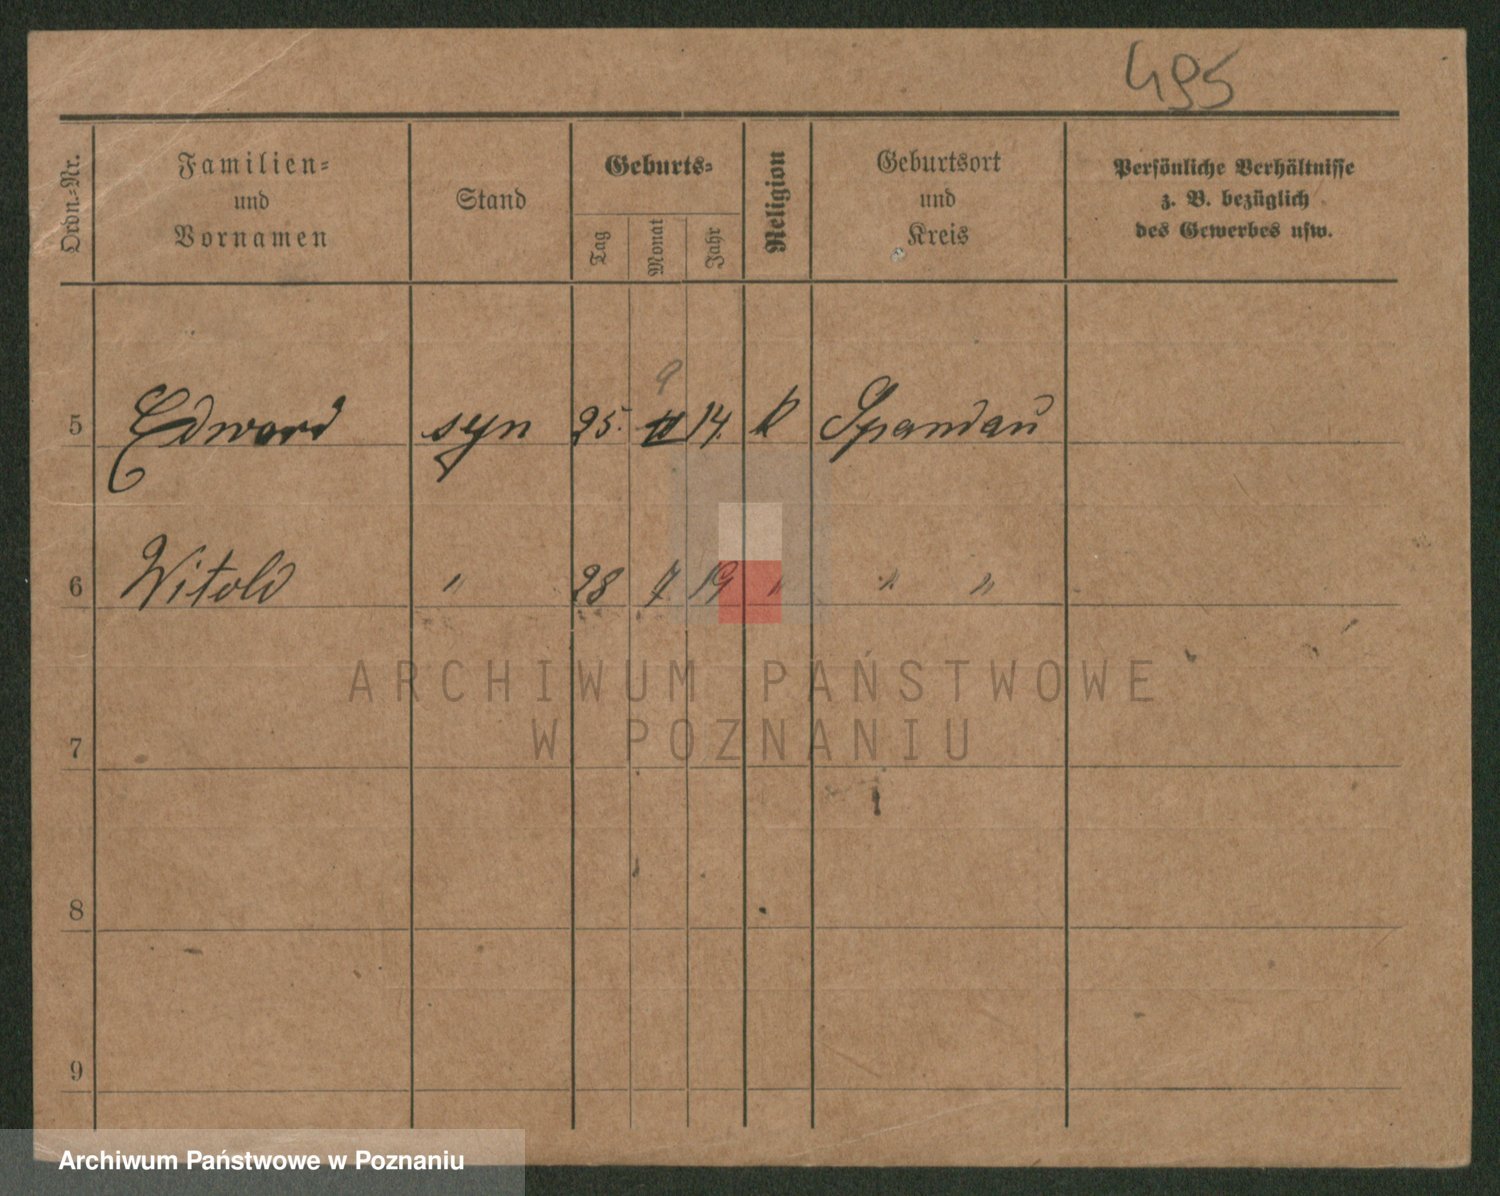 495
Ordn.-Nr.
Familien-
und
Vornamen
Stand
Geburts-
Tag
Monat
Jahr
Religion
Geburtsort
und
Kreis
Persönliche Verhältnisse
z. B. bezüglich
des Gewerbes usw.
9
5 Edward syn 25. 14. k Spandau
6 Witold " 28 7 19 " " "
ARCHIWUM PAŃSTWOWE
W POZNANIU
7
8
9
Archiwum Państwowe w Poznaniu